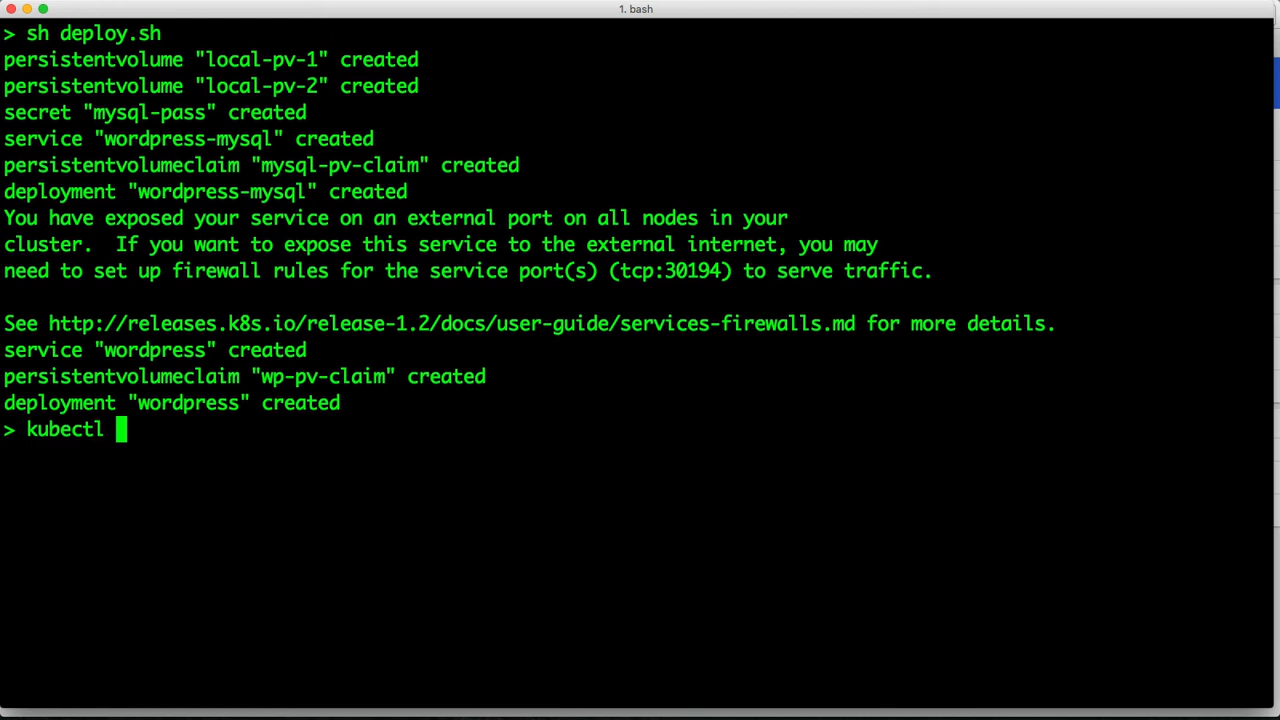 1. bash
> sh deploy.sh
persistentvolume "local-pv-1" created
persistentvolume "local-pv-2" created
secret "mysql-pass" created
service "wordpress-mysql" created
persistentvolumeclaim "mysql-pv-claim" created
deployment "wordpress-mysql" created
You have exposed your service on an external port on all nodes in your
cluster.  If you want to expose this service to the external internet, you may
need to set up firewall rules for the service port(s) (tcp:30194) to serve traffic.
See http://releases.k8s.io/release-1.2/docs/user-guide/services-firewalls.md for more details.
service "wordpress" created
persistentvolumeclaim "wp-pv-claim" created
deployment "wordpress" created
> kubectl